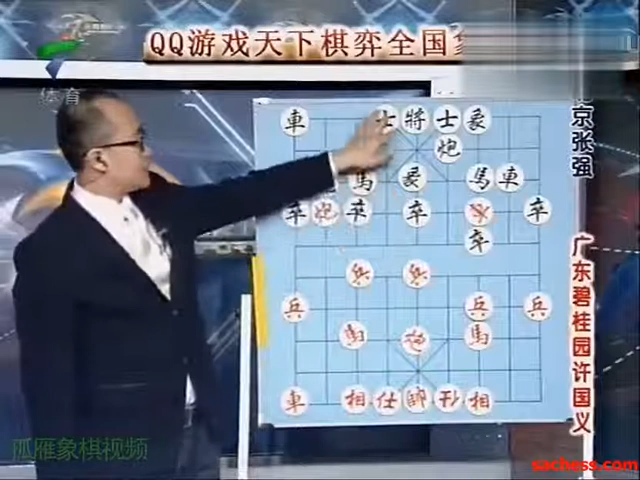 QQ游戏天下棋弈全国
体育
京张强
車 士 將 士 象
炮
馬 象 馬 車
卒 炮 卒 卒 卒
卒
兵 兵
兵 兵 兵
馬 炮 馬
車 相 仕 帥 仕 相
广东碧桂园许国义
孤雁象棋视频
sachess.com